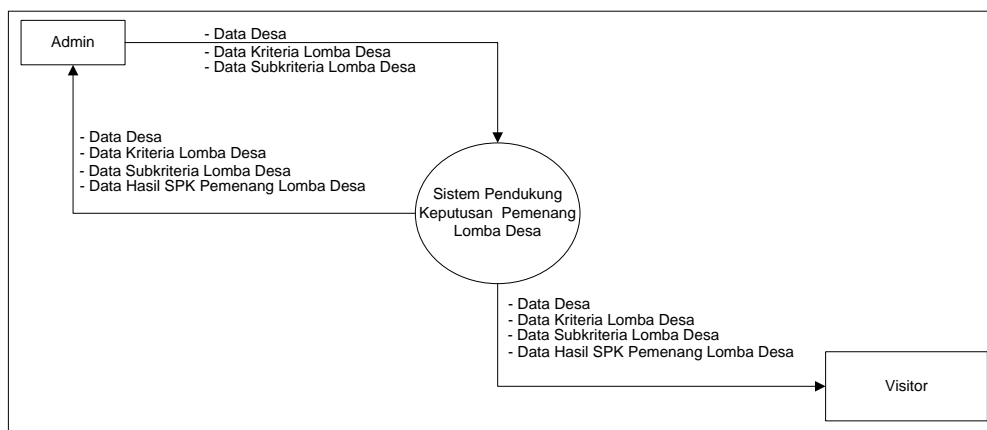 Admin
- Data Desa
- Data Kriteria Lomba Desa
- Data Subkriteria Lomba Desa
- Data Desa
- Data Kriteria Lomba Desa
- Data Subkriteria Lomba Desa
- Data Hasil SPK Pemenang Lomba Desa
Sistem Pendukung
Keputusan Pemenang
Lomba Desa
- Data Desa
- Data Kriteria Lomba Desa
- Data Subkriteria Lomba Desa
- Data Hasil SPK Pemenang Lomba Desa
Visitor